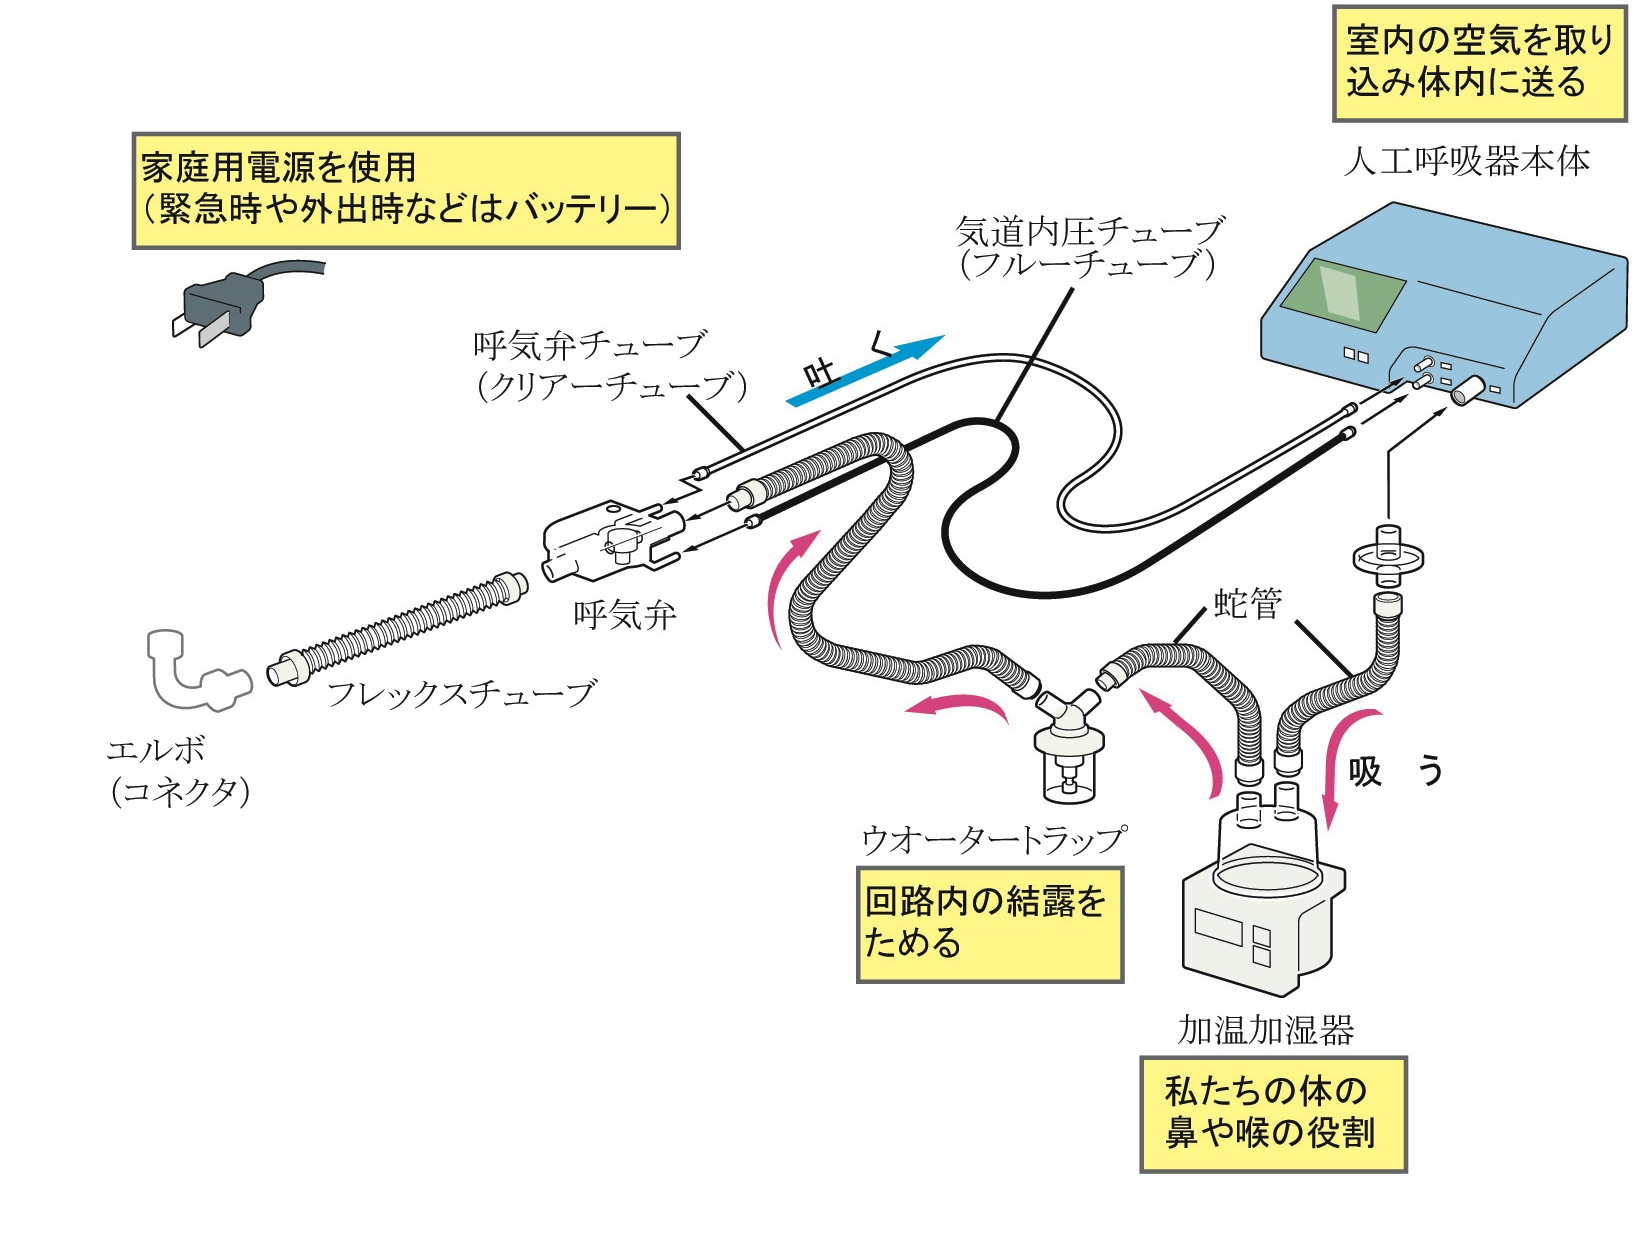 室内の空気を取り
込み体内に送る
人工呼吸器本体
家庭用電源を使用
（緊急時や外出時などはバッテリー）
気道内圧チューブ
（フルーチューブ）
呼気弁チューブ
（クリアーチューブ）
吐　く
呼気弁
蛇管
フレックスチューブ
エルボ
（コネクタ）
吸　う
ウオータートラップ
回路内の結露を
ためる
加温加湿器
私たちの体の
鼻や喉の役割